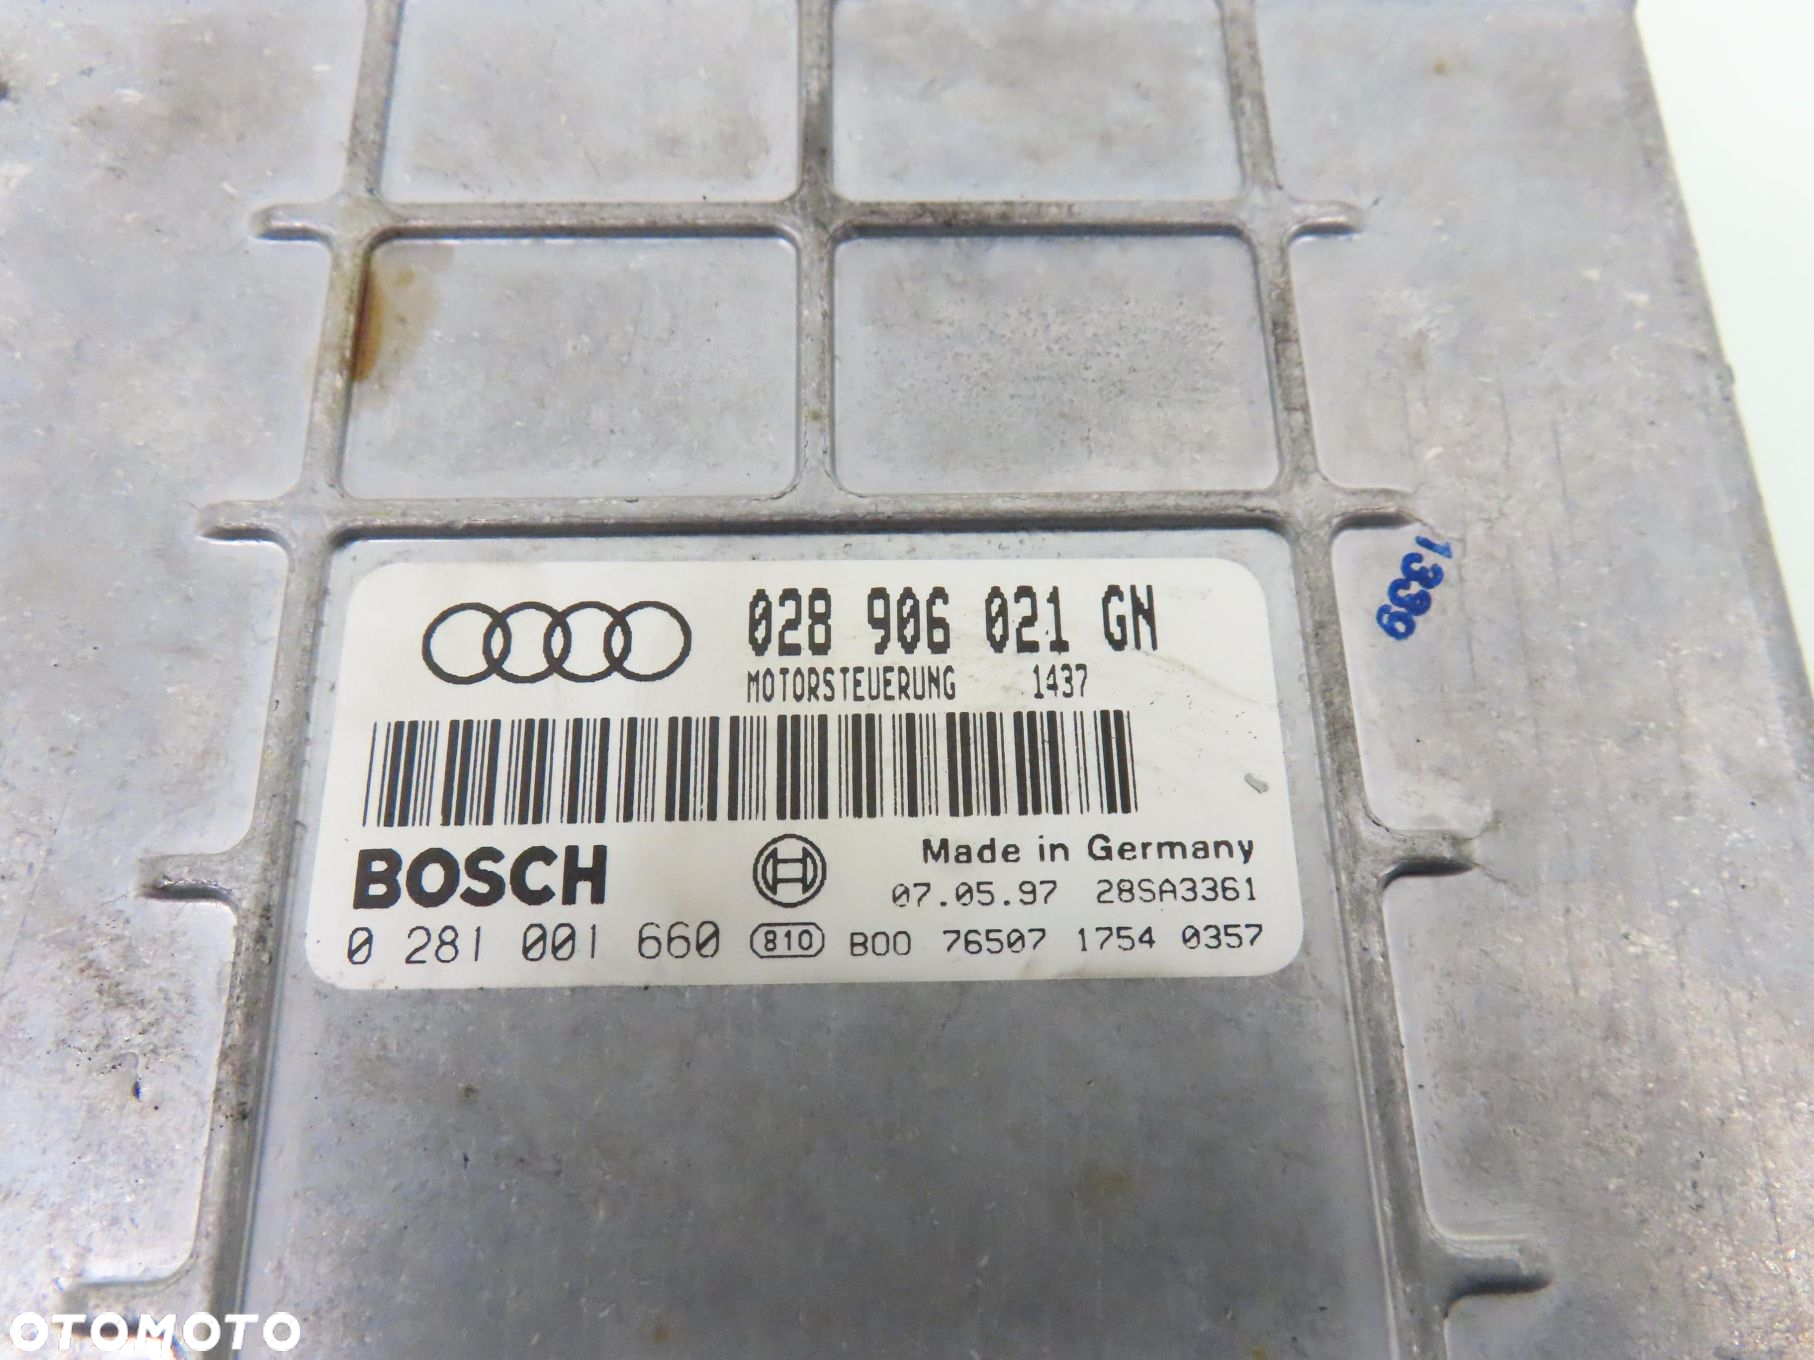 028 906 021 GN
MOTORSTEUERUNG 1437
1339
BOSCH
Made in Germany
07.05.97 28SA3361
0 281 001 660 810 B00 76507 1754 0357
OTOMOTO